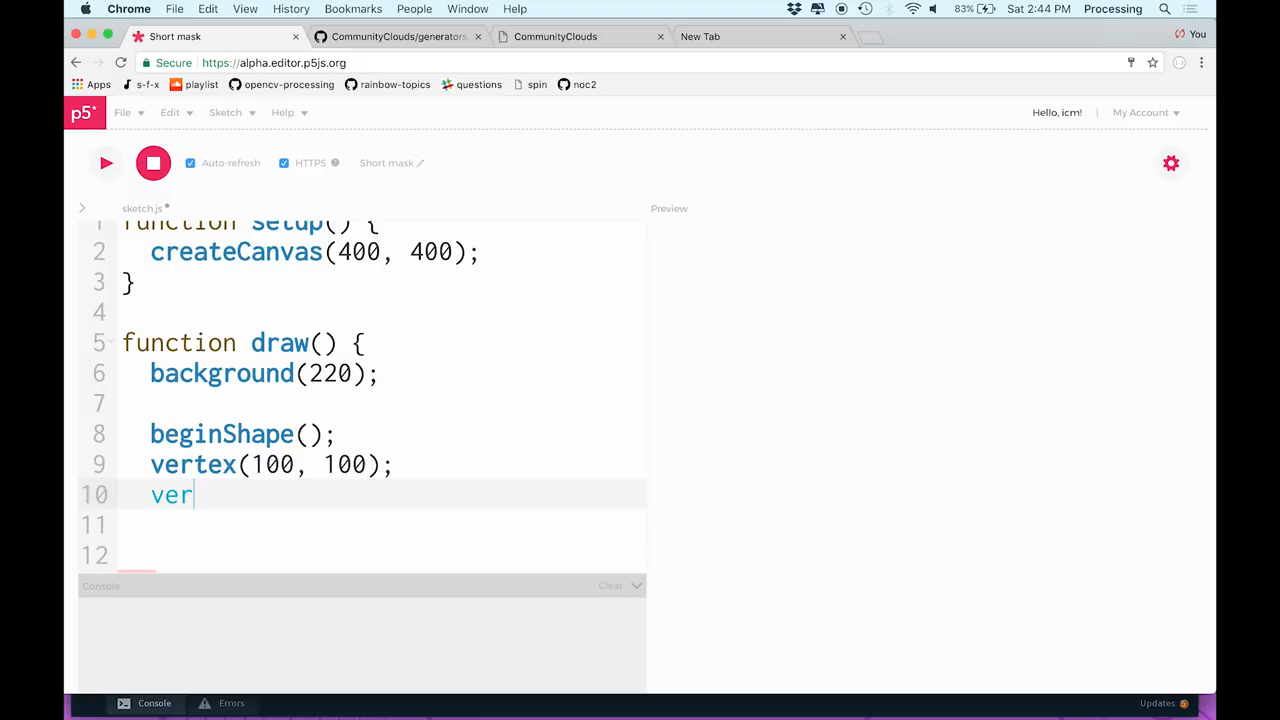 Chrome File Edit View History Bookmarks People Window Help 83% Sat 2:44 PM Processing
Short mask CommunityClouds/generators CommunityClouds New Tab You
Secure https://alpha.editor.p5js.org
Apps s-f-x playlist opencv-processing rainbow-topics questions spin noc2
p5* File Edit Sketch Help Hello, icm! My Account
Auto-refresh HTTPS Short mask
sketch.js Preview
1 function setup() {
2 createCanvas(400, 400);
3 }
4
5 function draw() {
6 background(220);
7
8 beginShape();
9 vertex(100, 100);
10 ver
11
12
Console Clear
Console Errors Updates 5